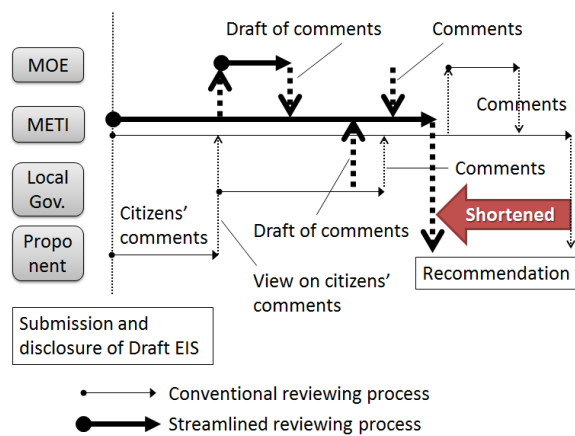 Draft of comments
Comments
MOE
Comments
METI
Comments
Local
Gov.
Citizens'
comments
Shortened
Draft of comments
Propo
nent
View on citizens'
comments
Recommendation
Submission and
disclosure of Draft EIS
Conventional reviewing process
Streamlined reviewing process